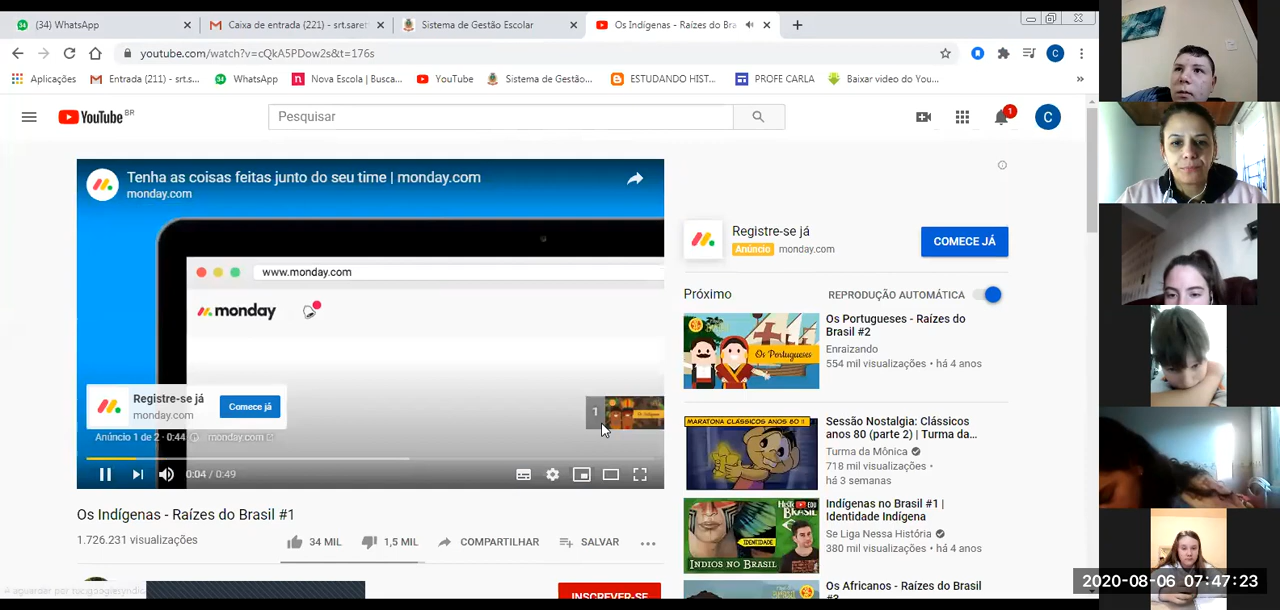 (34) WhatsApp
Caixa de entrada (221) - srt.sarret
Sistema de Gestão Escolar
Os Indígenas - Raízes do Bra
youtube.com/watch?v=cQkA5PDow2s&t=176s
C
Aplicações
Entrada (211) - srt.s...
WhatsApp
Nova Escola | Busca...
YouTube
Sistema de Gestão...
ESTUDANDO HIST...
PROFE CARLA
Baixar vídeo do You...
»
YouTube BR
Pesquisar
1
C
Tenha as coisas feitas junto do seu time | monday.com
monday.com
www.monday.com
monday
Registre-se já
monday.com
Comece já
1
Anúncio 1 de 2 · 0:44
monday.com
0:04 / 0:49
Os Indígenas - Raízes do Brasil #1
1.726.231 visualizações
34 MIL
1,5 MIL
COMPARTILHAR
SALVAR
INSCREVER-SE
Registre-se já
Anúncio monday.com
COMECE JÁ
Próximo
REPRODUÇÃO AUTOMÁTICA
Os Portugueses
Os Portugueses - Raízes do
Brasil #2
Enraizando
554 mil visualizações • há 4 anos
MARATONA CLÁSSICOS ANOS 80 !!
Sessão Nostalgia: Clássicos
anos 80 (parte 2) | Turma da...
Turma da Mônica
718 mil visualizações •
há 3 semanas
IDENTIDADE
ÍNDIOS NO BRASIL
Indígenas no Brasil #1 |
Identidade Indígena
Se Liga Nessa História
380 mil visualizações • há 4 anos
Os Africanos - Raízes do Brasil
2020-08-06 07:47:23